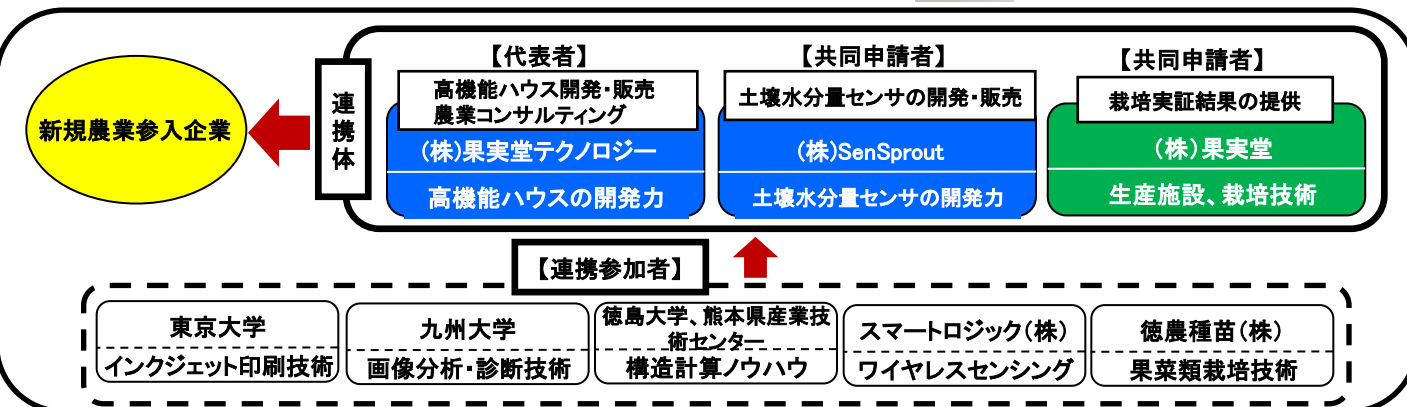 【代表者】
【共同申請者】
【共同申請者】
高機能ハウス開発・販売
農業コンサルティング
土壌水分量センサの開発・販売
栽培実証結果の提供
新規農業参入企業
連携体
(株)果実堂テクノロジー
(株)SenSprout
(株)果実堂
高機能ハウスの開発力
土壌水分量センサの開発力
生産施設、栽培技術
【連携参加者】
東京大学
インクジェット印刷技術
九州大学
画像分析・診断技術
徳島大学、熊本県産業技
術センター
構造計算ノウハウ
スマートロジック(株)
ワイヤレスセンシング
徳農種苗(株)
果菜類栽培技術